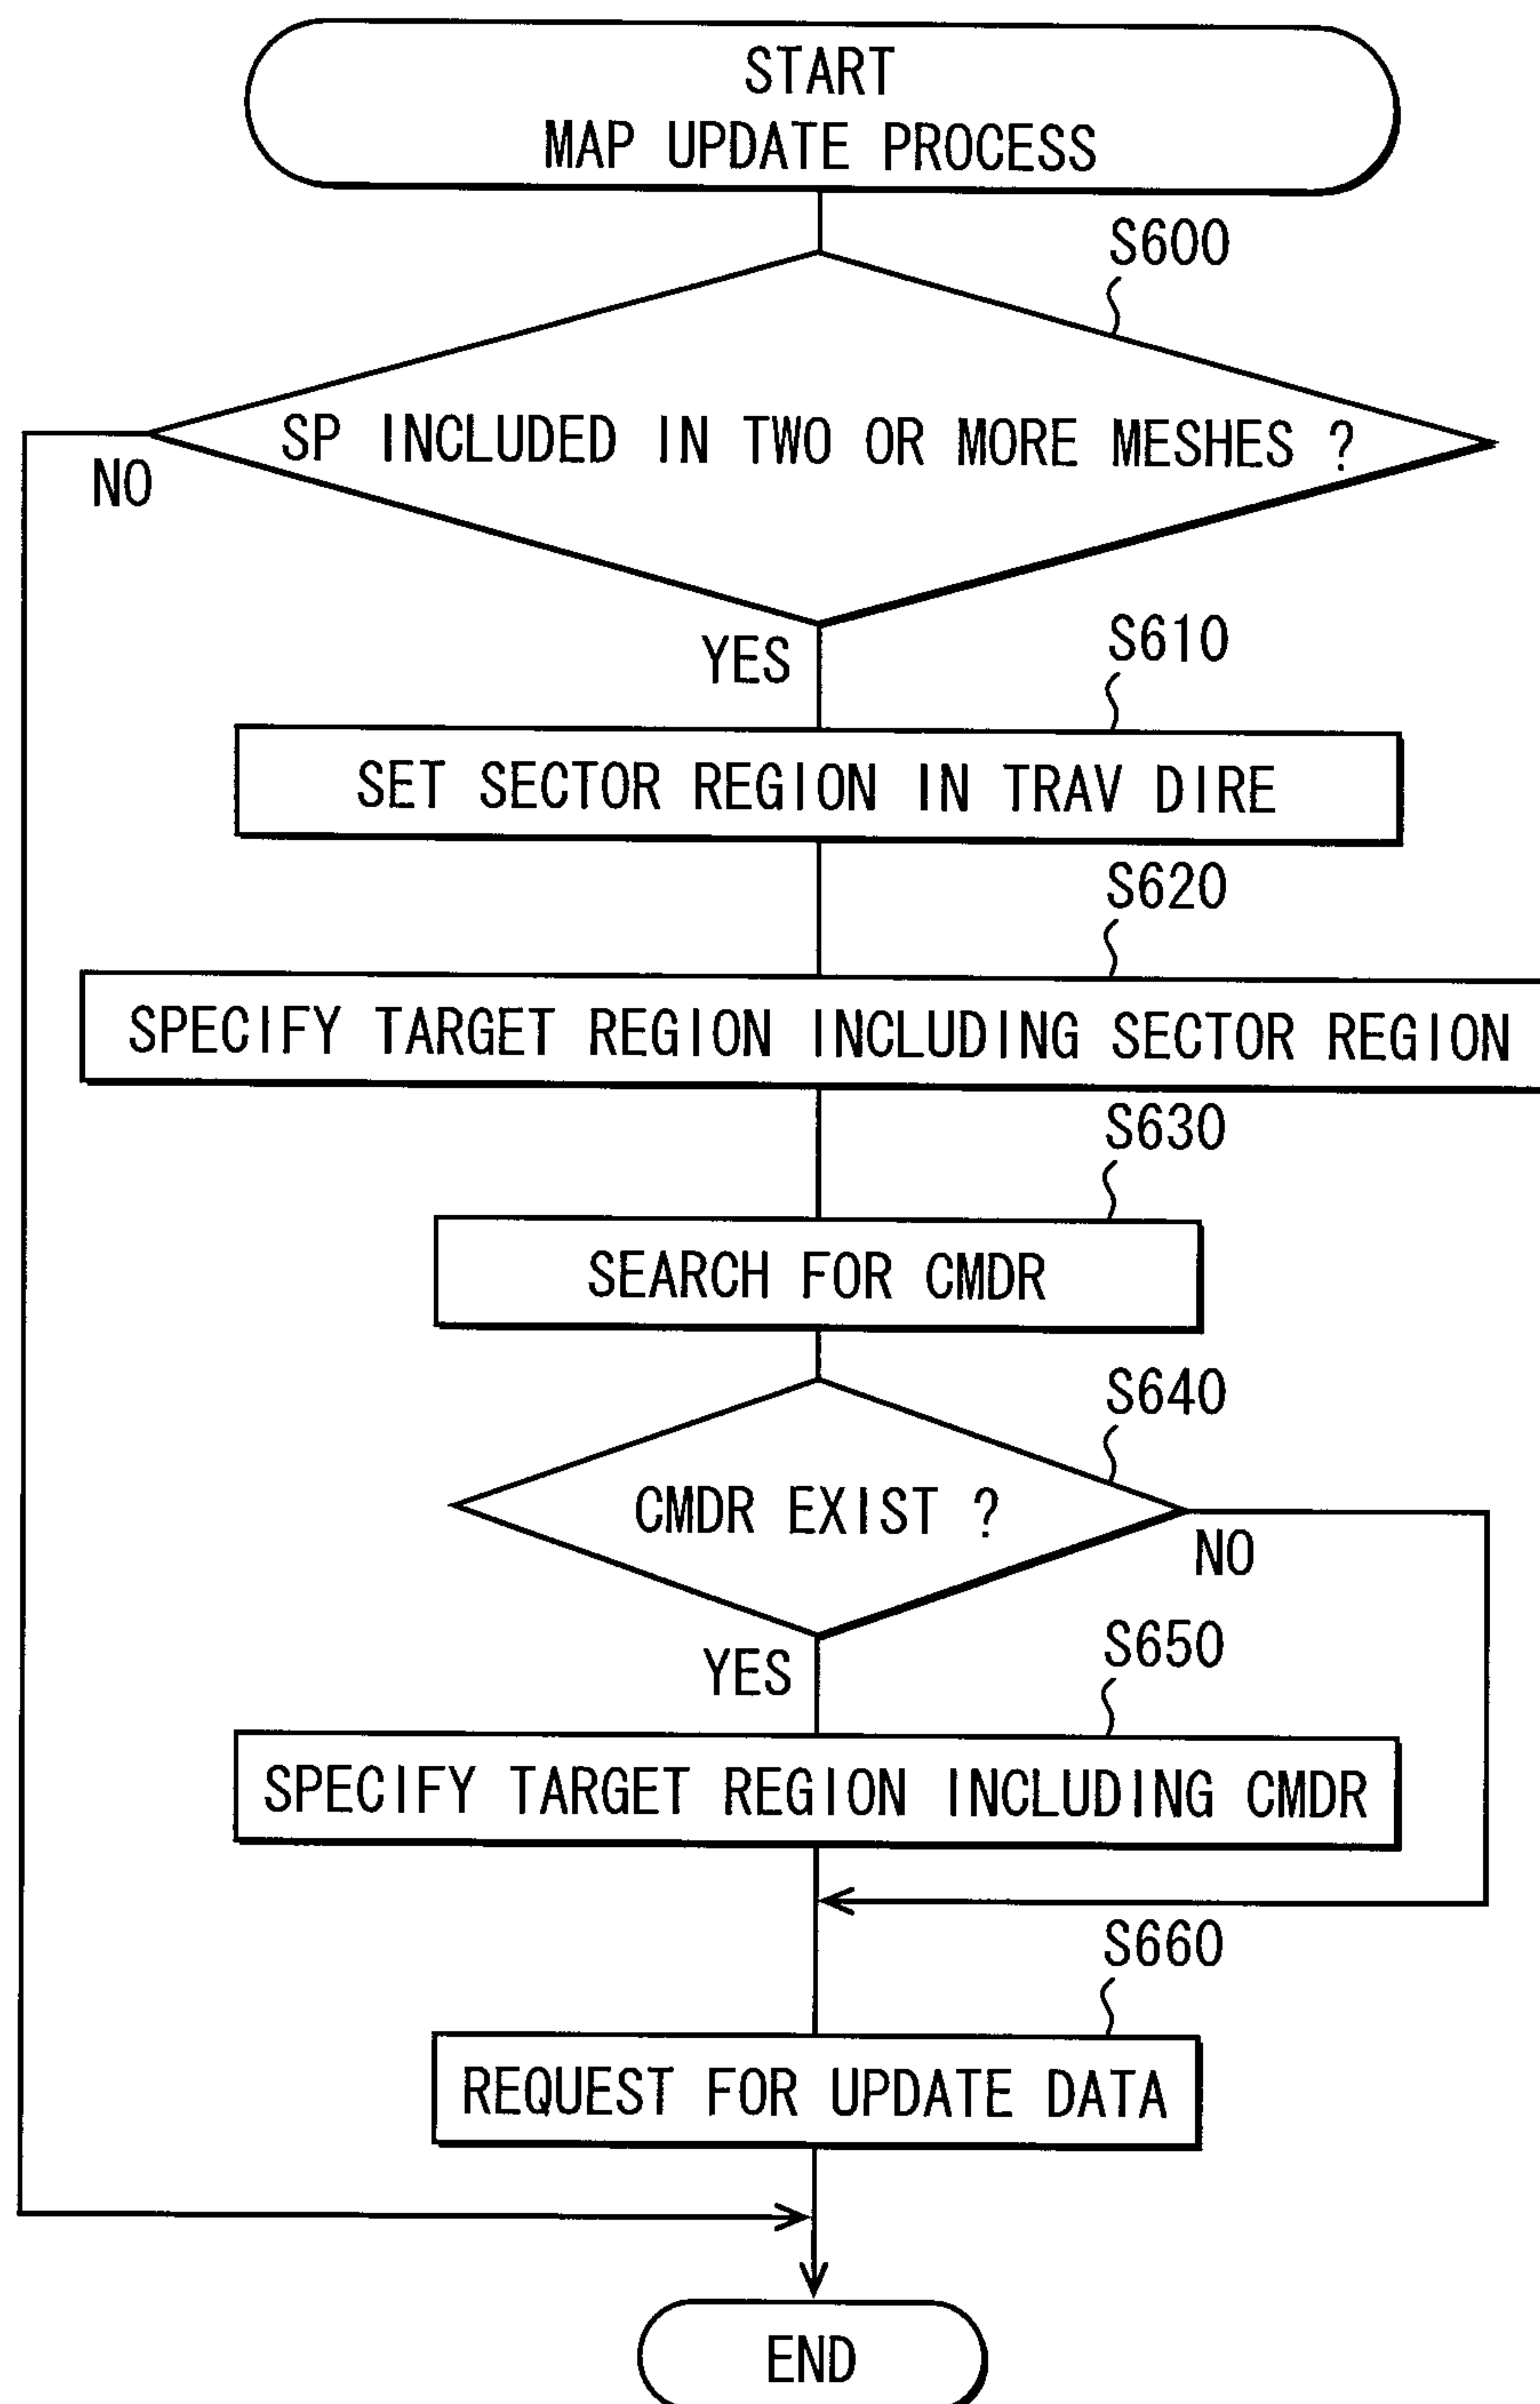 START
MAP UPDATE PROCESS
S600
SP INCLUDED IN TWO OR MORE MESHES ?
NO
YES
S610
SET SECTOR REGION IN TRAV DIRE
S620
SPECIFY TARGET REGION INCLUDING SECTOR REGION
S630
SEARCH FOR CMDR
S640
CMDR EXIST ?
NO
YES
S650
SPECIFY TARGET REGION INCLUDING CMDR
S660
REQUEST FOR UPDATE DATA
END